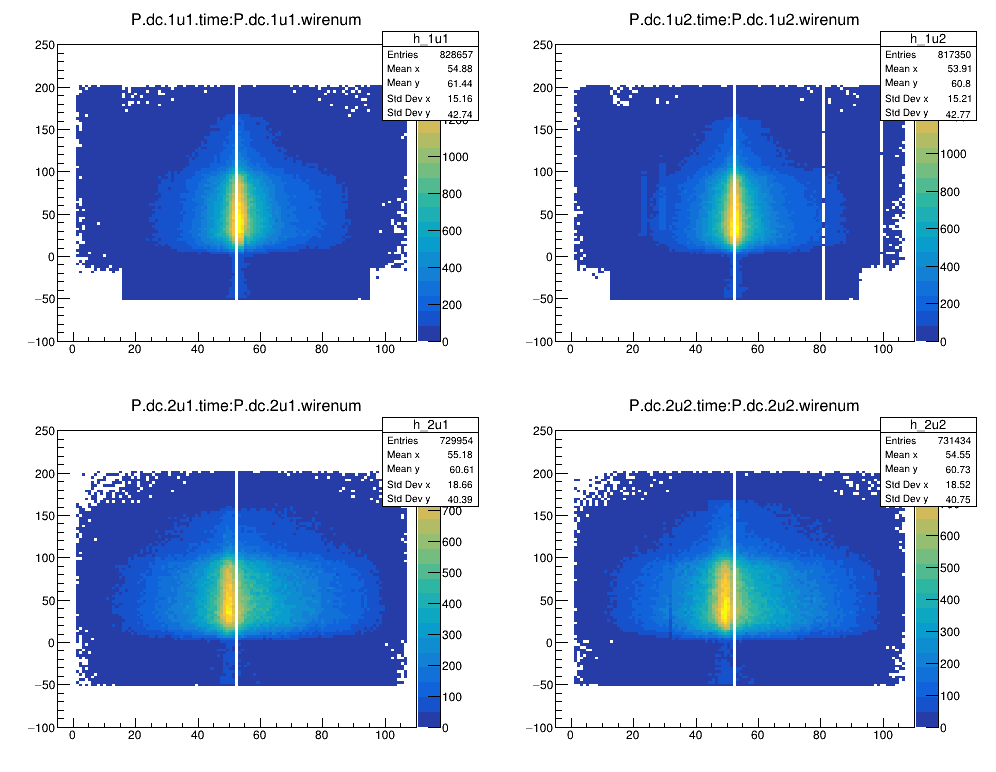 P.dc.1u1.time:P.dc.1u1.wirenum
h_1u1
Entries 828657
Mean x 54.88
Mean y 61.44
Std Dev x 15.16
Std Dev y 42.74
250
200
150
100
50
0
−50
−100
0 20 40 60 80 100
1200
1000
800
600
400
200
0
P.dc.1u2.time:P.dc.1u2.wirenum
h_1u2
Entries 817350
Mean x 53.91
Mean y 60.8
Std Dev x 15.21
Std Dev y 42.77
250
200
150
100
50
0
−50
−100
0 20 40 60 80 100
1000
800
600
400
200
0
P.dc.2u1.time:P.dc.2u1.wirenum
h_2u1
Entries 729954
Mean x 55.18
Mean y 60.61
Std Dev x 18.66
Std Dev y 40.39
250
200
150
100
50
0
−50
−100
0 20 40 60 80 100
700
600
500
400
300
200
100
0
P.dc.2u2.time:P.dc.2u2.wirenum
h_2u2
Entries 731434
Mean x 54.55
Mean y 60.73
Std Dev x 18.52
Std Dev y 40.75
250
200
150
100
50
0
−50
−100
0 20 40 60 80 100
700
600
500
400
300
200
100
0